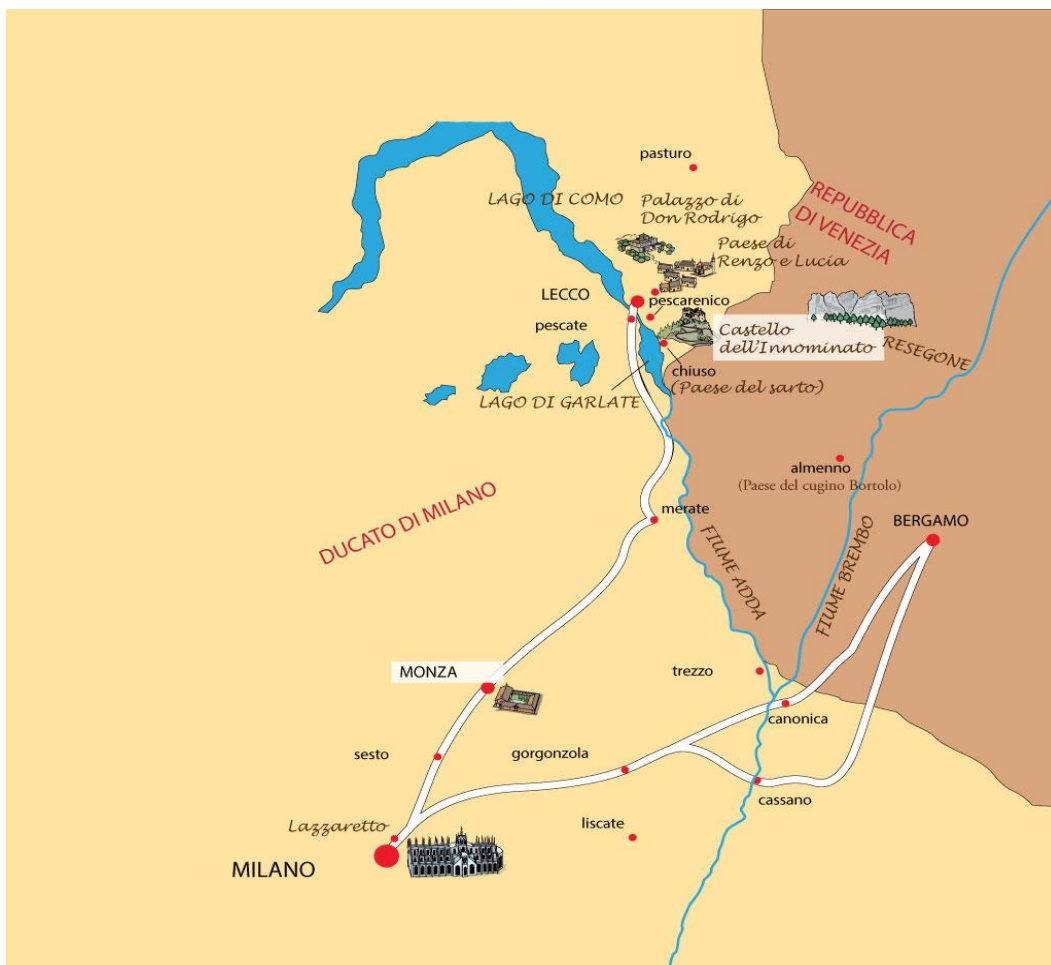 pasturo
LAGO DI COMO
Palazzo di
Don Rodrigo
REPUBBLICA
DI VENEZIA
Paese di
Renzo e Lucia
LECCO
pescarenico
pescate
Castello
dell'Innominato
RESEGONE
chiuso
(Paese del sarto)
LAGO DI GARLATE
almenno
(Paese del cugino Bortolo)
DUCATO DI MILANO
merate
BERGAMO
FIUME ADDA
FIUME BREMBO
MONZA
trezzo
canonica
sesto
gorgonzola
cassano
Lazzaretto
liscate
MILANO